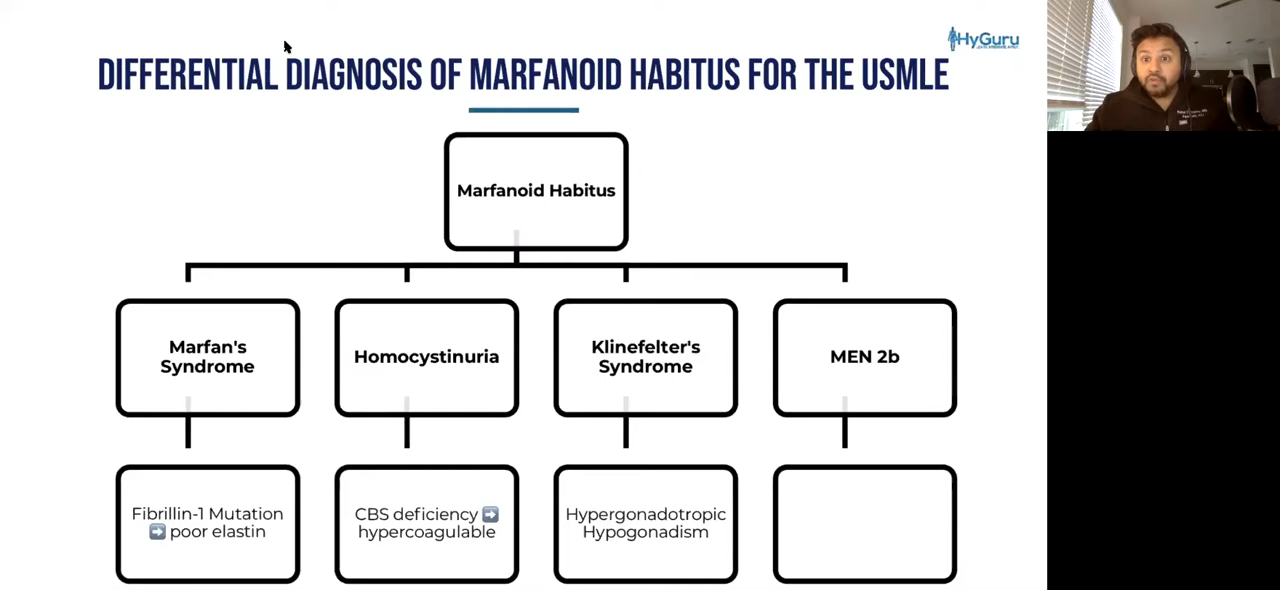 HyGuru
DIFFERENTIAL DIAGNOSIS OF MARFANOID HABITUS FOR THE USMLE
Marfanoid Habitus
Marfan's
Syndrome
Homocystinuria
Klinefelter's
Syndrome
MEN 2b
Fibrillin-1 Mutation
➡️ poor elastin
CBS deficiency ➡️
hypercoagulable
Hypergonadotropic
Hypogonadism